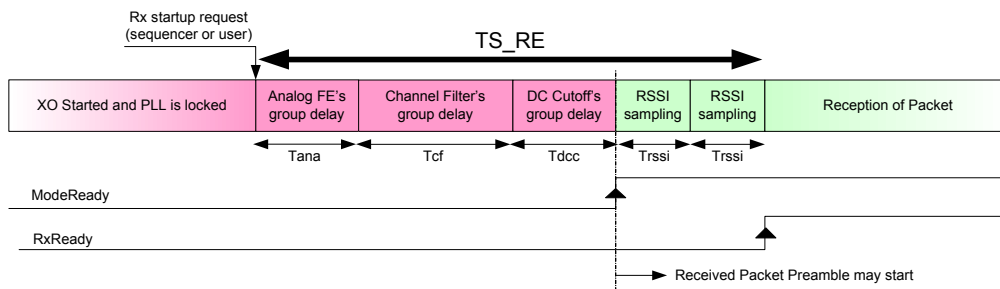 Rx startup request
(sequencer or user)
TS_RE
XO Started and PLL is locked
Analog FE's
group delay
Channel Filter's
group delay
DC Cutoff's
group delay
RSSI
sampling
RSSI
sampling
Reception of Packet
Tana
Tcf
Tdcc
Trssi
Trssi
ModeReady
RxReady
Received Packet Preamble may start